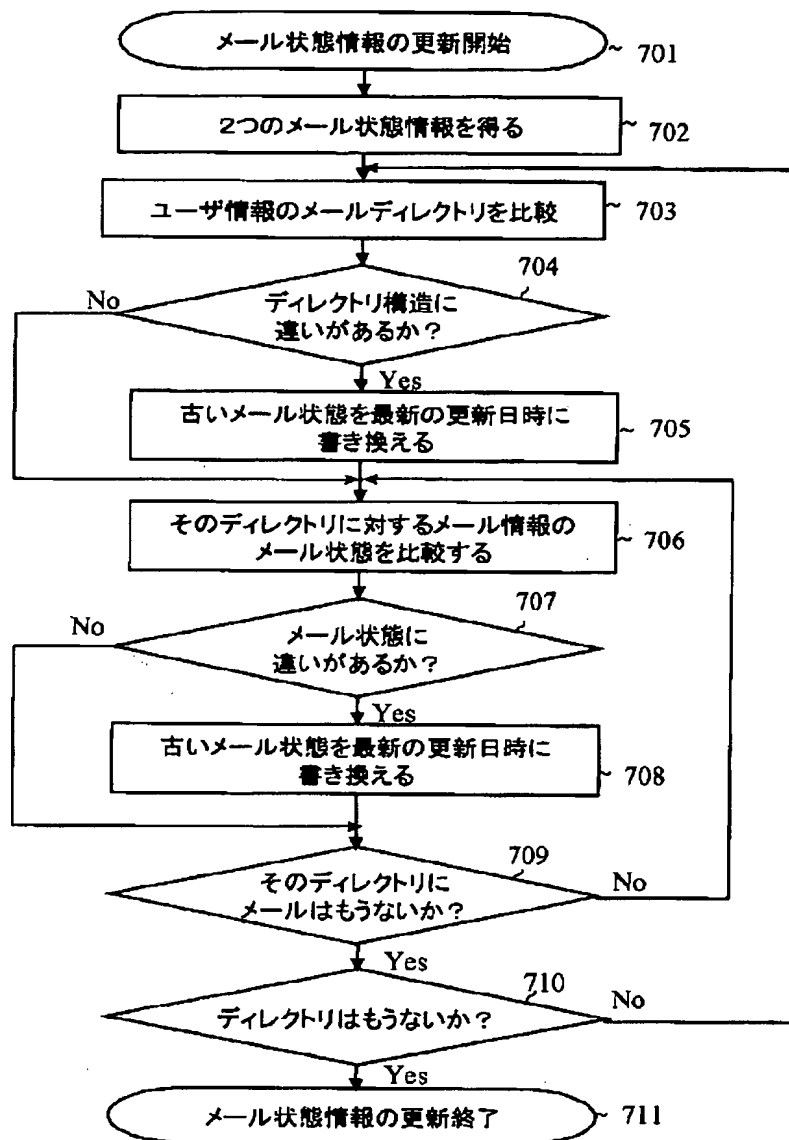 メール状態情報の更新開始
~ 701
2つのメール状態情報を得る
~ 702
ユーザ情報のメールディレクトリを比較
~ 703
704
No
ディレクトリ構造に
違いがあるか？
Yes
古いメール状態を最新の更新日時に
書き換える
~ 705
そのディレクトリに対するメール情報の
メール状態を比較する
~ 706
707
No
メール状態に
違いがあるか？
Yes
古いメール状態を最新の更新日時に
書き換える
~ 708
709
そのディレクトリに
メールはもうないか？
No
Yes
710
ディレクトリはもうないか？
No
Yes
メール状態情報の更新終了
~ 711